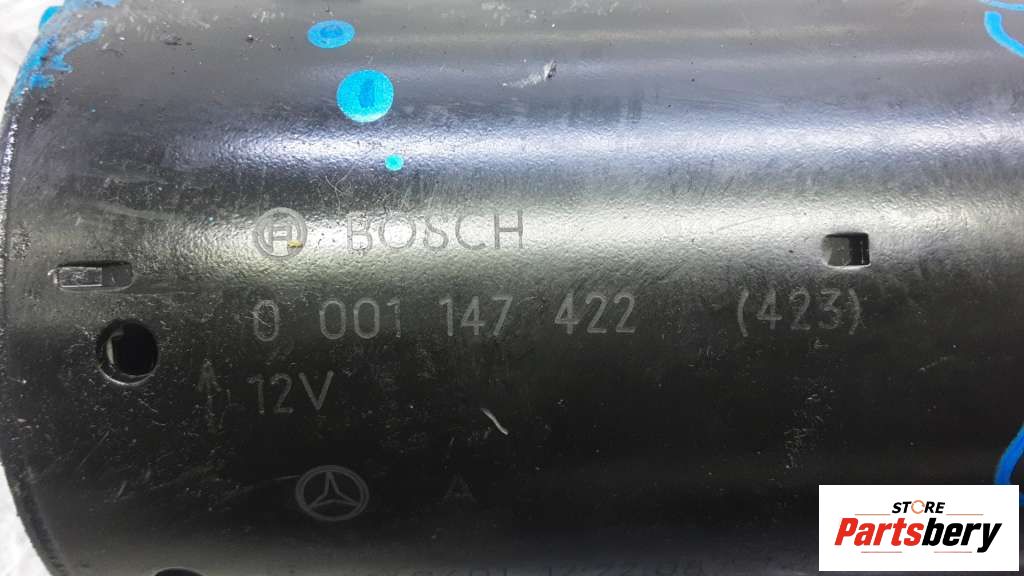 BOSCH
0 001 147 422 (423)
12V
STORE
Partsbery